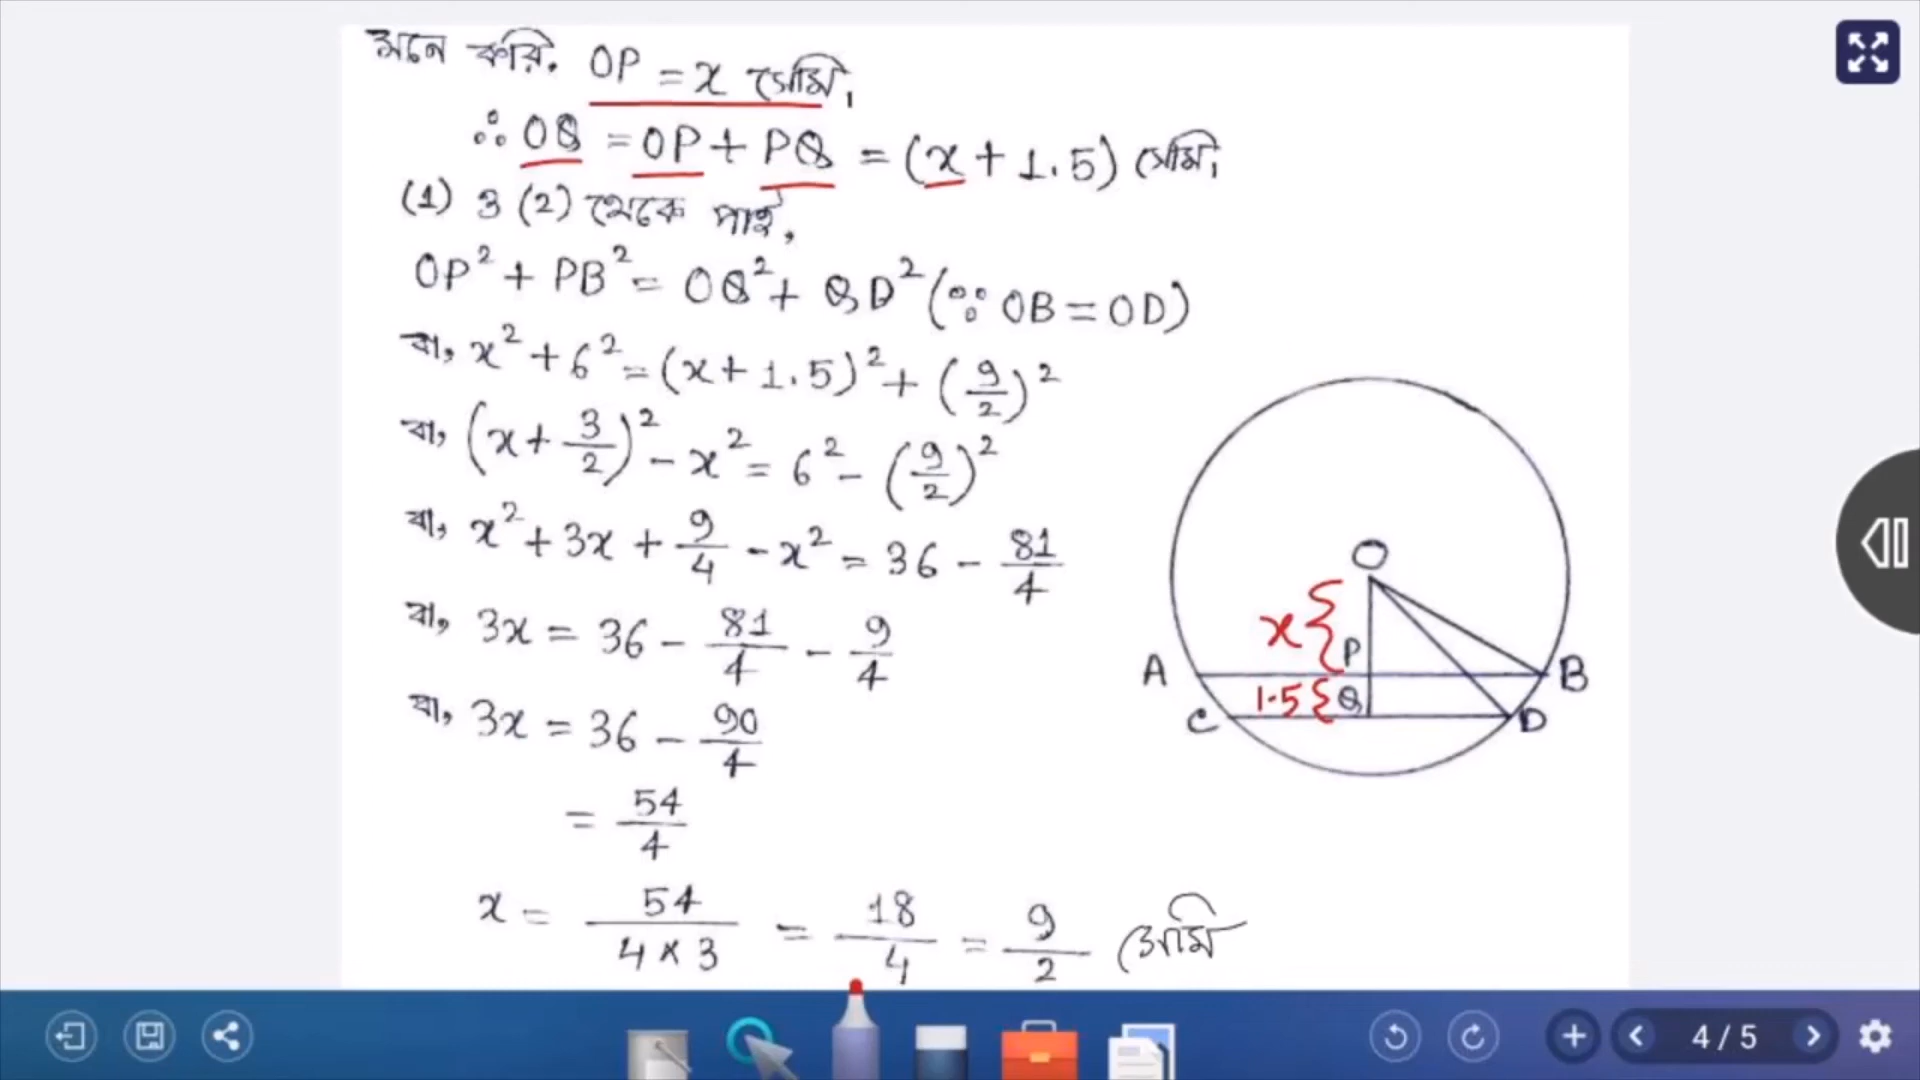 মনে করি. OP = x সেমি,
∴ OQ = OP + PQ = (x + 1.5) সেমি,
(1) ও (2) থেকে পাই,
OP² + PB² = OQ² + QD² (∵ OB = OD)
বা, x² + 6² = (x + 1.5)² + (9/2)²
বা, (x + 3/2)² - x² = 6² - (9/2)²
বা, x² + 3x + 9/4 - x² = 36 - 81/4
বা, 3x = 36 - 81/4 - 9/4
বা, 3x = 36 - 90/4
= 54/4
x = 54/(4 × 3) = 18/4 = 9/2 সেমি
O
x
P
A
B
1.5
Q
C
D
4 / 5